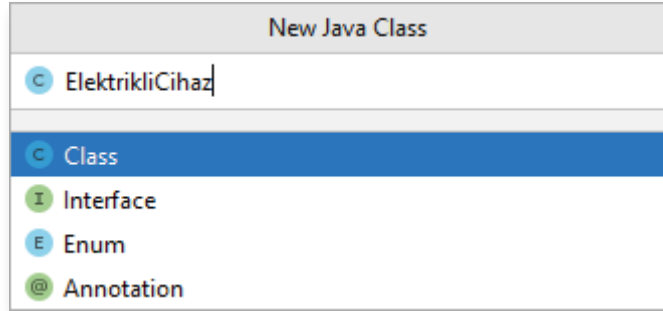 New Java Class
C ElektrikliCihaz
C Class
I Interface
E Enum
@ Annotation